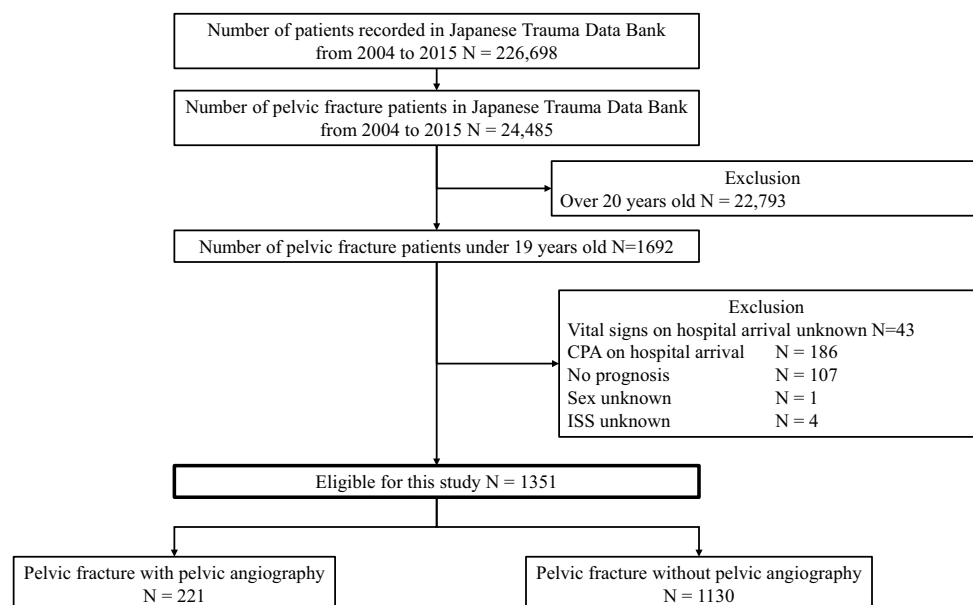 Number of patients recorded in Japanese Trauma Data Bank
from 2004 to 2015 N = 226,698
Number of pelvic fracture patients in Japanese Trauma Data Bank
from 2004 to 2015 N = 24,485
Exclusion
Over 20 years old N = 22,793
Number of pelvic fracture patients under 19 years old N=1692
Exclusion
Vital signs on hospital arrival unknown N=43
CPA on hospital arrival N = 186
No prognosis N = 107
Sex unknown N = 1
ISS unknown N = 4
Eligible for this study N = 1351
Pelvic fracture with pelvic angiography
N = 221
Pelvic fracture without pelvic angiography
N = 1130